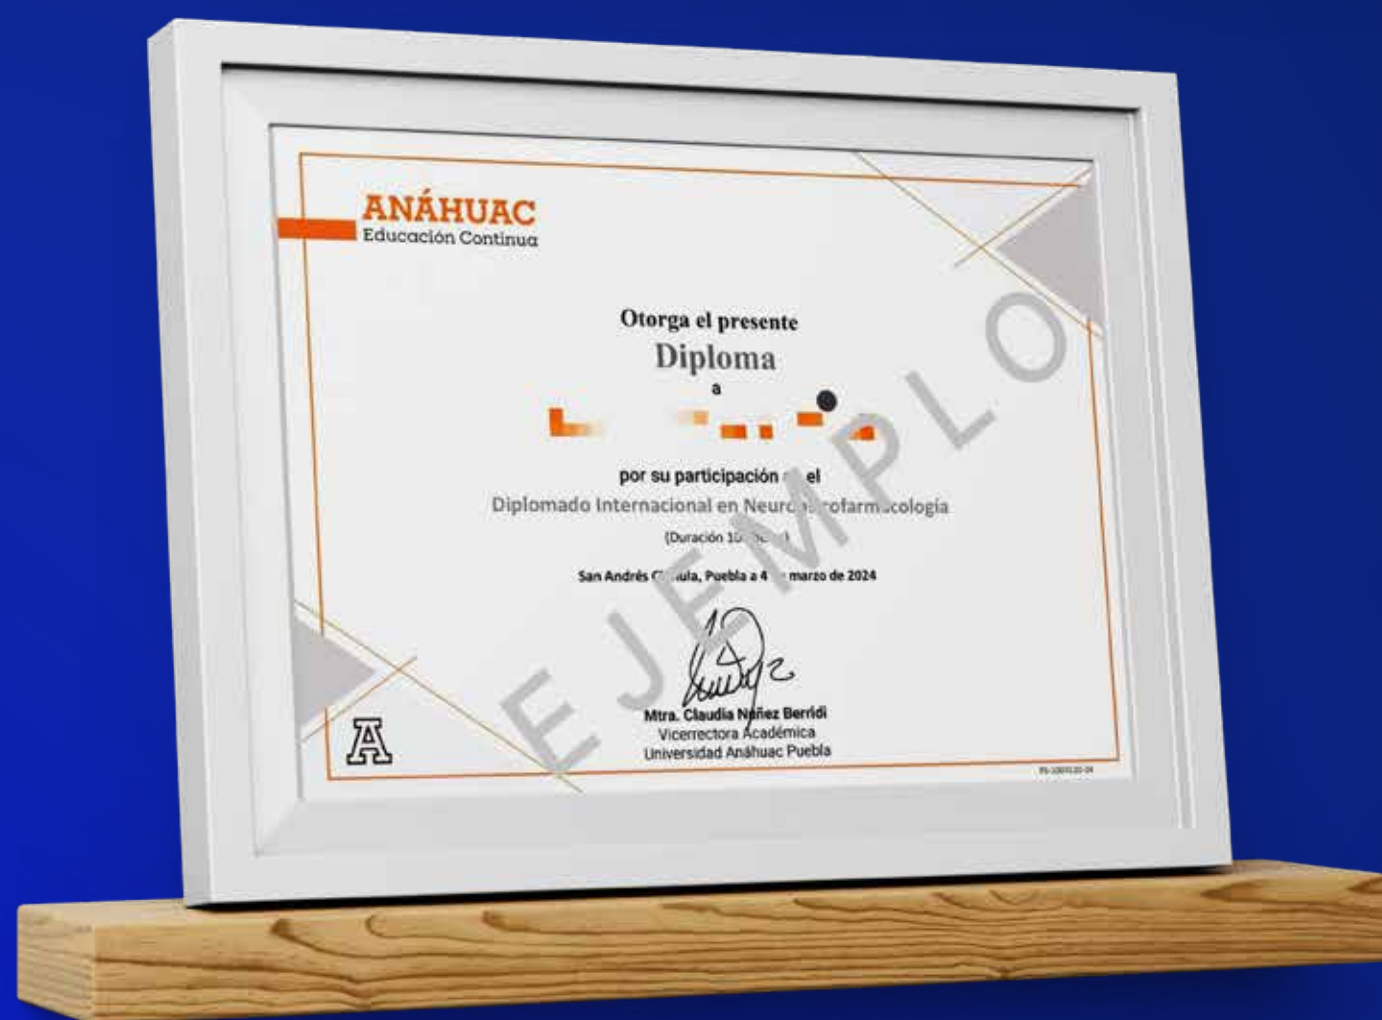 ANÁHUAC
Educación Continua
Otorga el presente
Diploma
a
por su participación el
Diplomado Internacional en
(Duración
San Andrés Puebla a 4 marzo de 2024
EJEMPLO
Mtra. Claudia Núñez Berridi
Vicerrectora Académica
Universidad Anáhuac Puebla
A